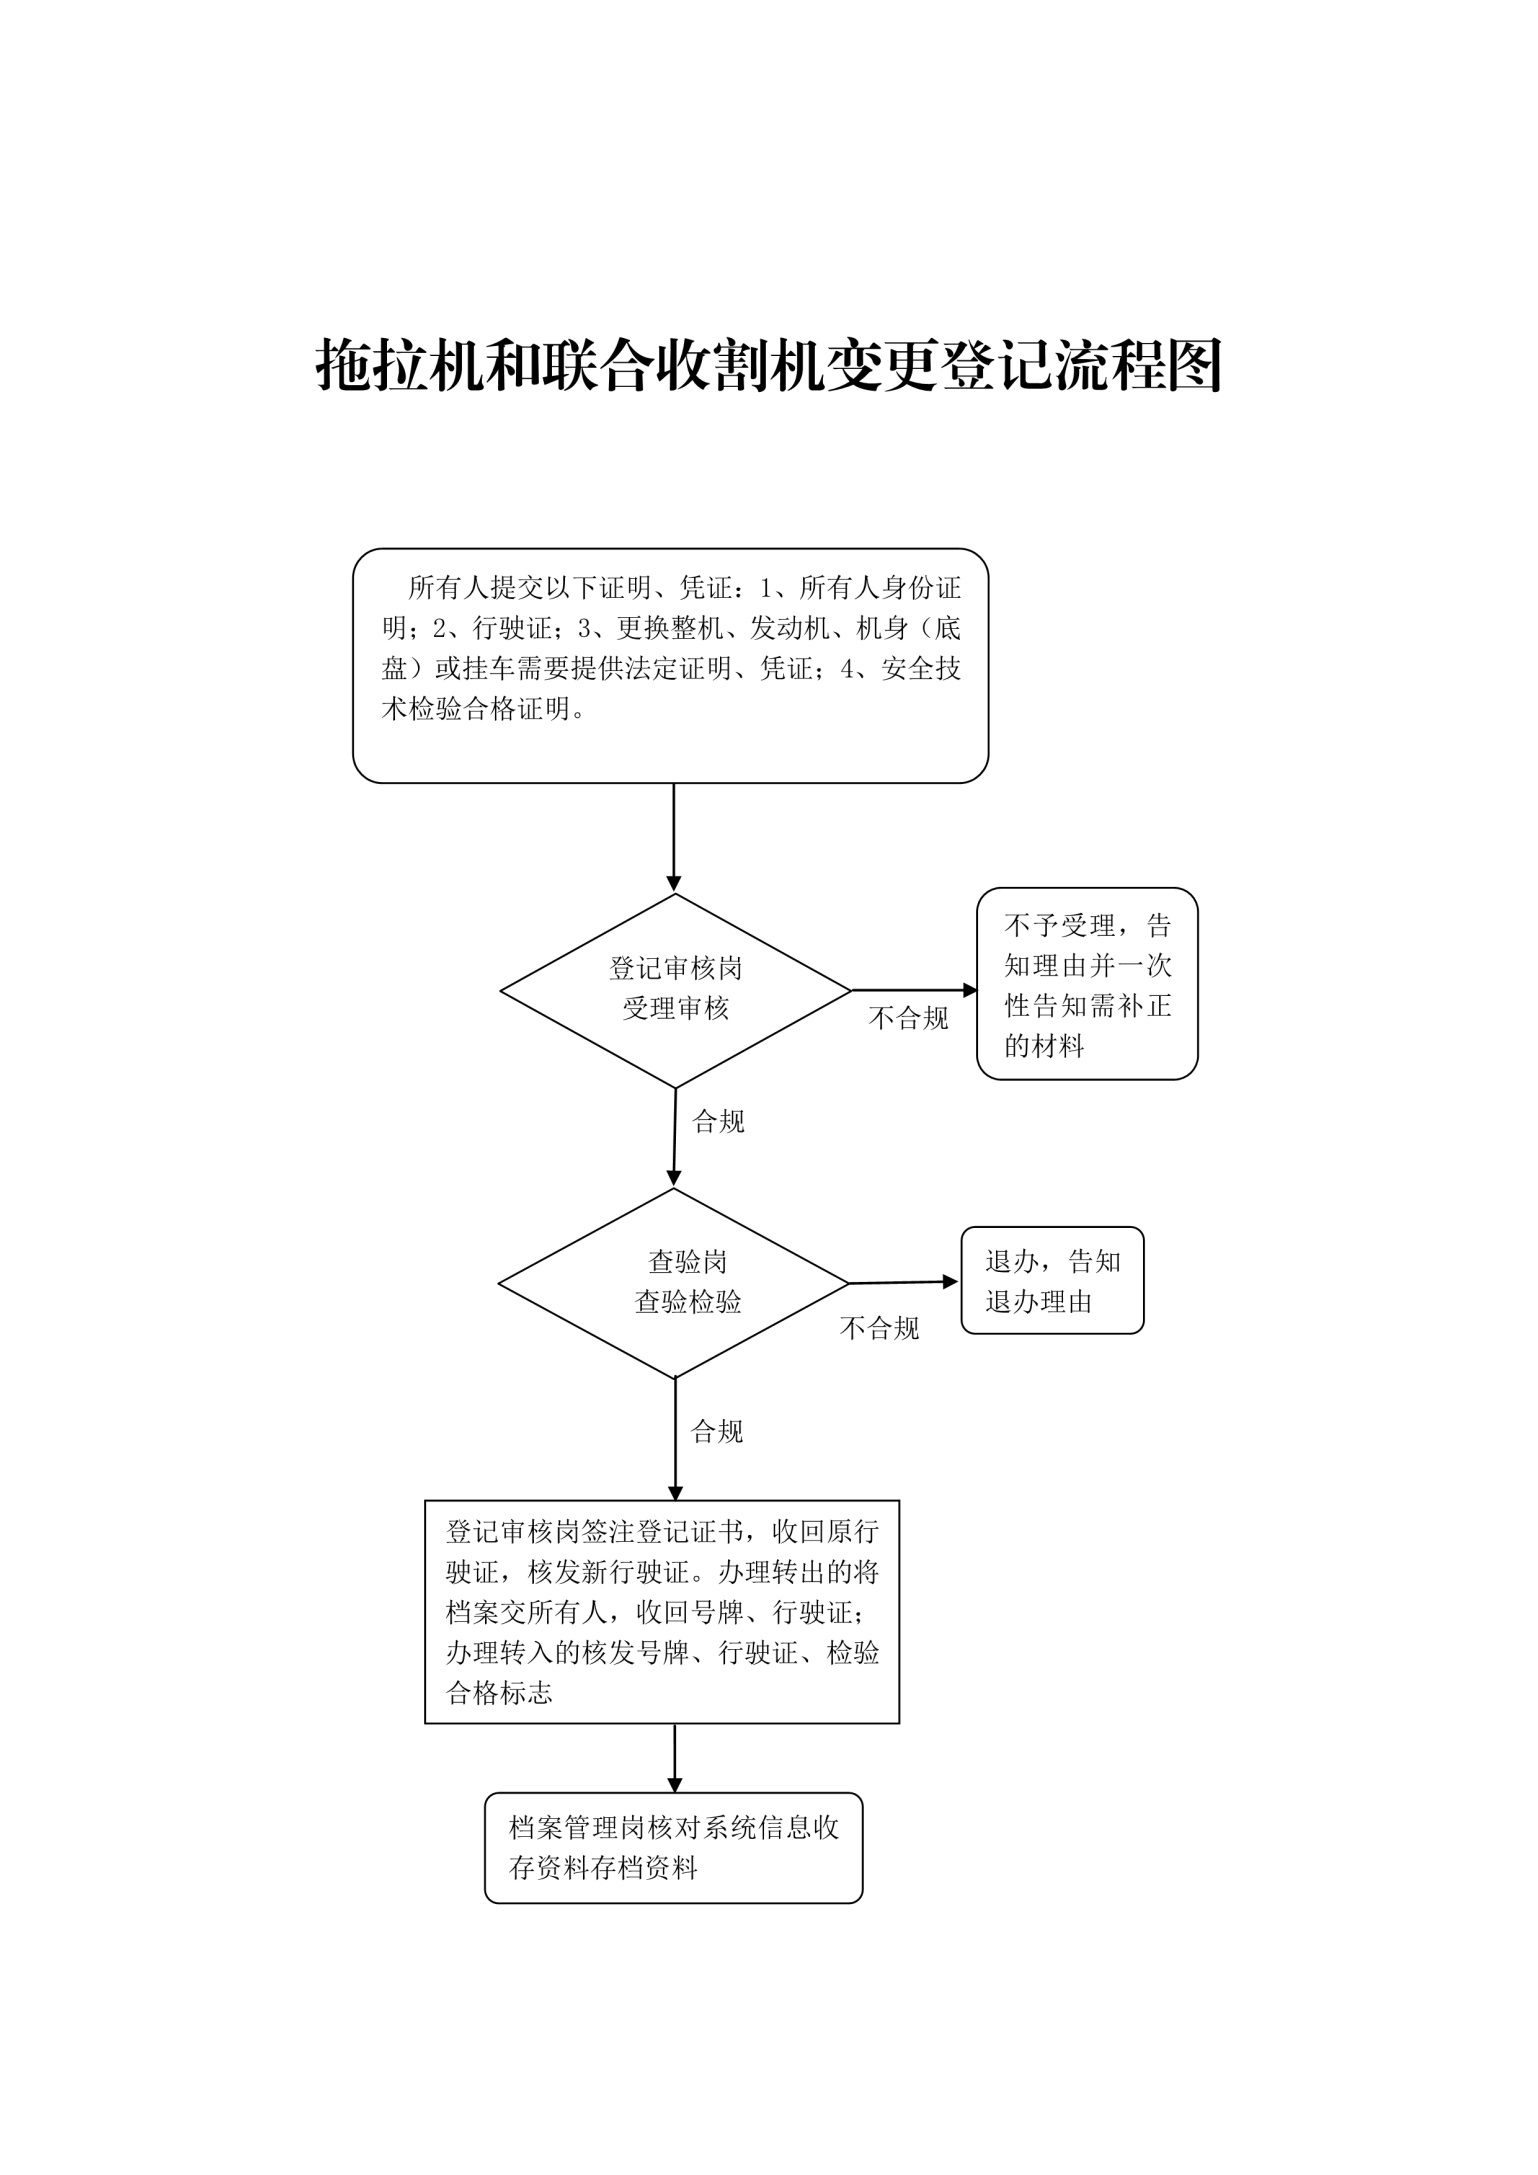 拖拉机和联合收割机变更登记流程图
所有人提交以下证明、凭证：1、所有人身份证
明；2、行驶证；3、更换整机、发动机、机身（底
盘）或挂车需要提供法定证明、凭证；4、安全技
术检验合格证明。
登记审核岗
受理审核
不合规
不予受理，告
知理由并一次
性告知需补正
的材料
合规
查验岗
查验检验
不合规
退办，告知
退办理由
合规
登记审核岗签注登记证书，收回原行
驶证，核发新行驶证。办理转出的将
档案交所有人，收回号牌、行驶证；
办理转入的核发号牌、行驶证、检验
合格标志
档案管理岗核对系统信息收
存资料存档资料